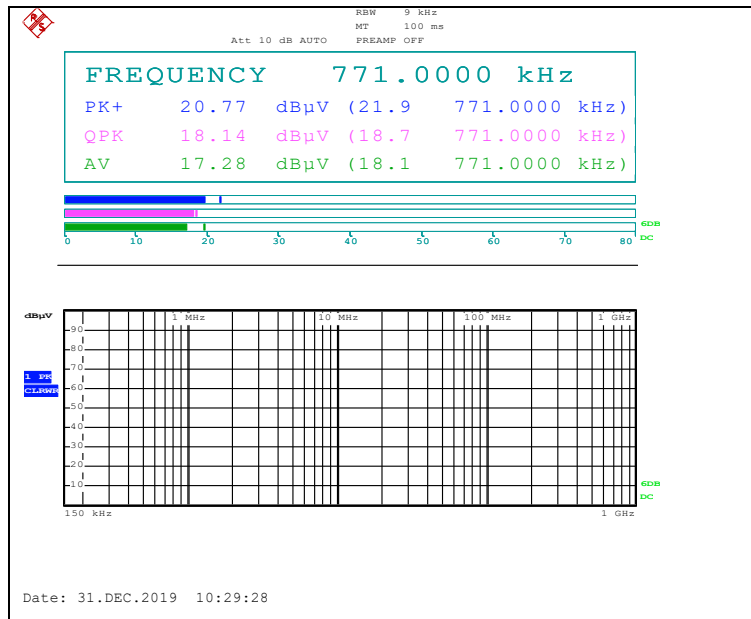 RBW 9 kHz
MT 100 ms
Att 10 dB AUTO PREAMP OFF
FREQUENCY 771.0000 kHz
PK+ 20.77 dBµV (21.9 771.0000 kHz)
QPK 18.14 dBµV (18.7 771.0000 kHz)
AV 17.28 dBµV (18.1 771.0000 kHz)
6DB
0 10 20 30 40 50 60 70 80 DC
dBµV 1 MHz 10 MHz 100 MHz 1 GHz
90
80
70
1 PK
60
CLRWR
50
40
30
20
10
6DB
DC
150 kHz 1 GHz
Date: 31.DEC.2019 10:29:28